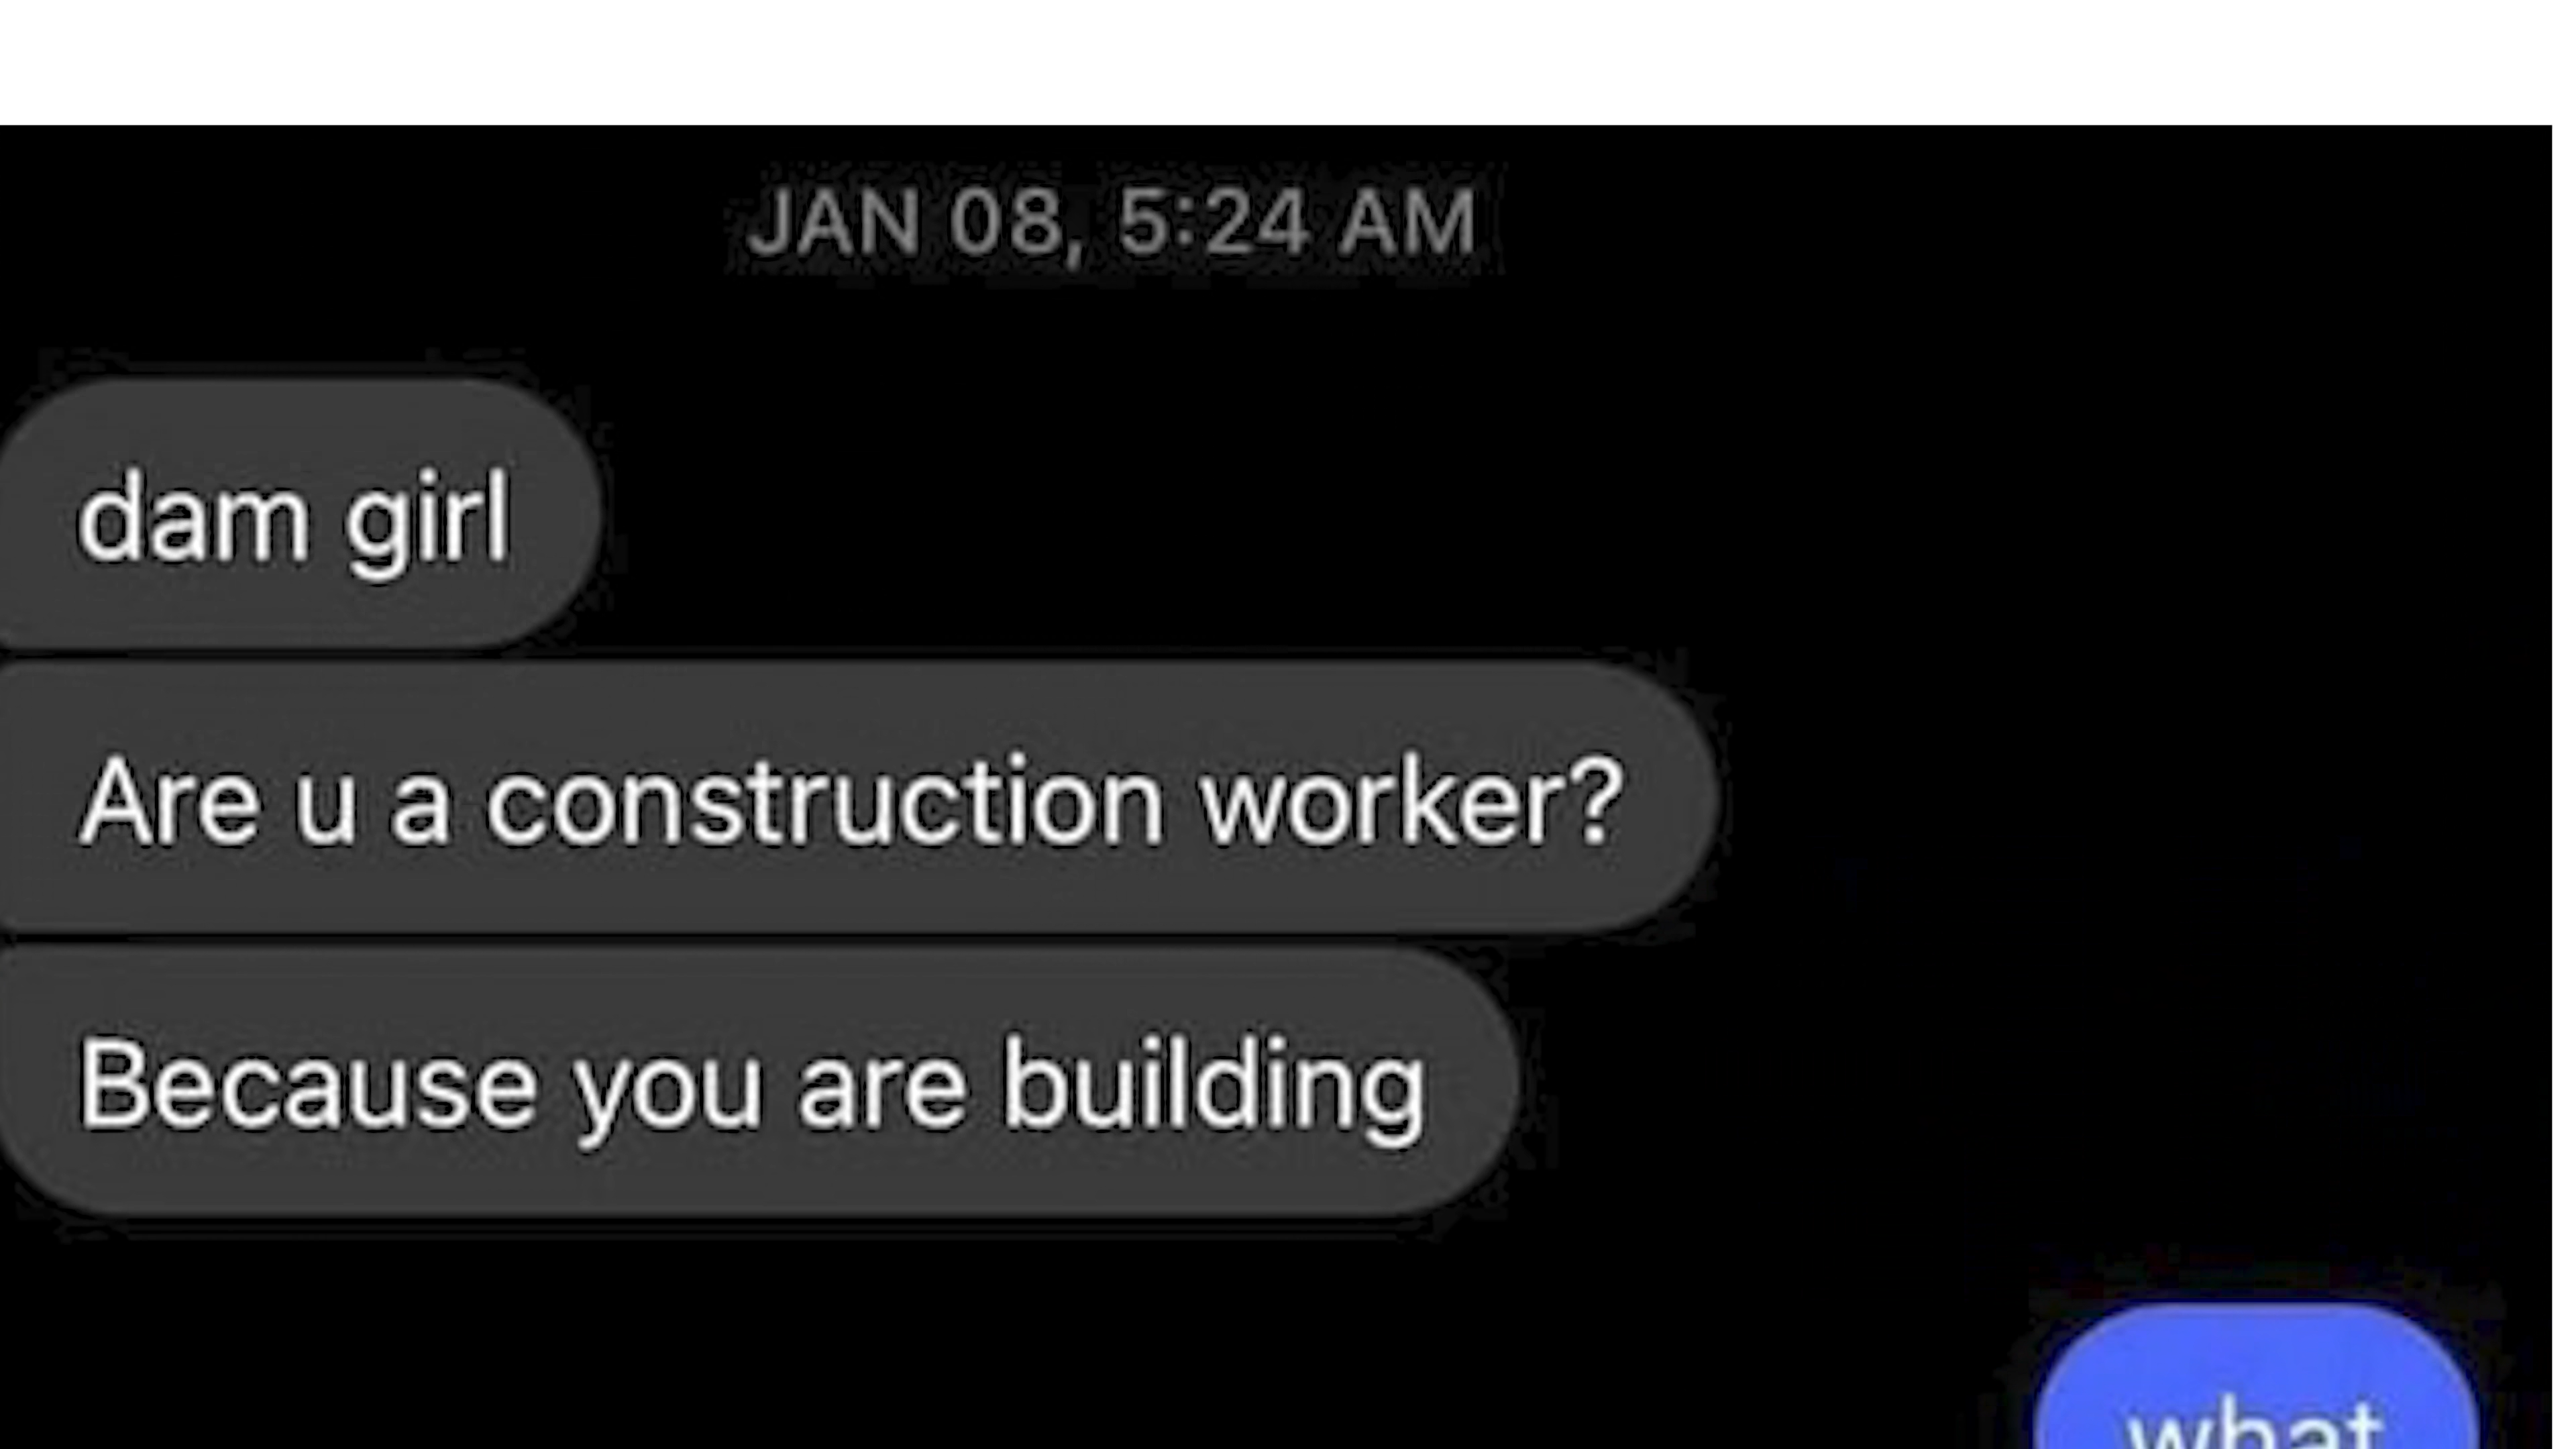 JAN 08, 5:24 AM
dam girl
Are u a construction worker?
Because you are building
what